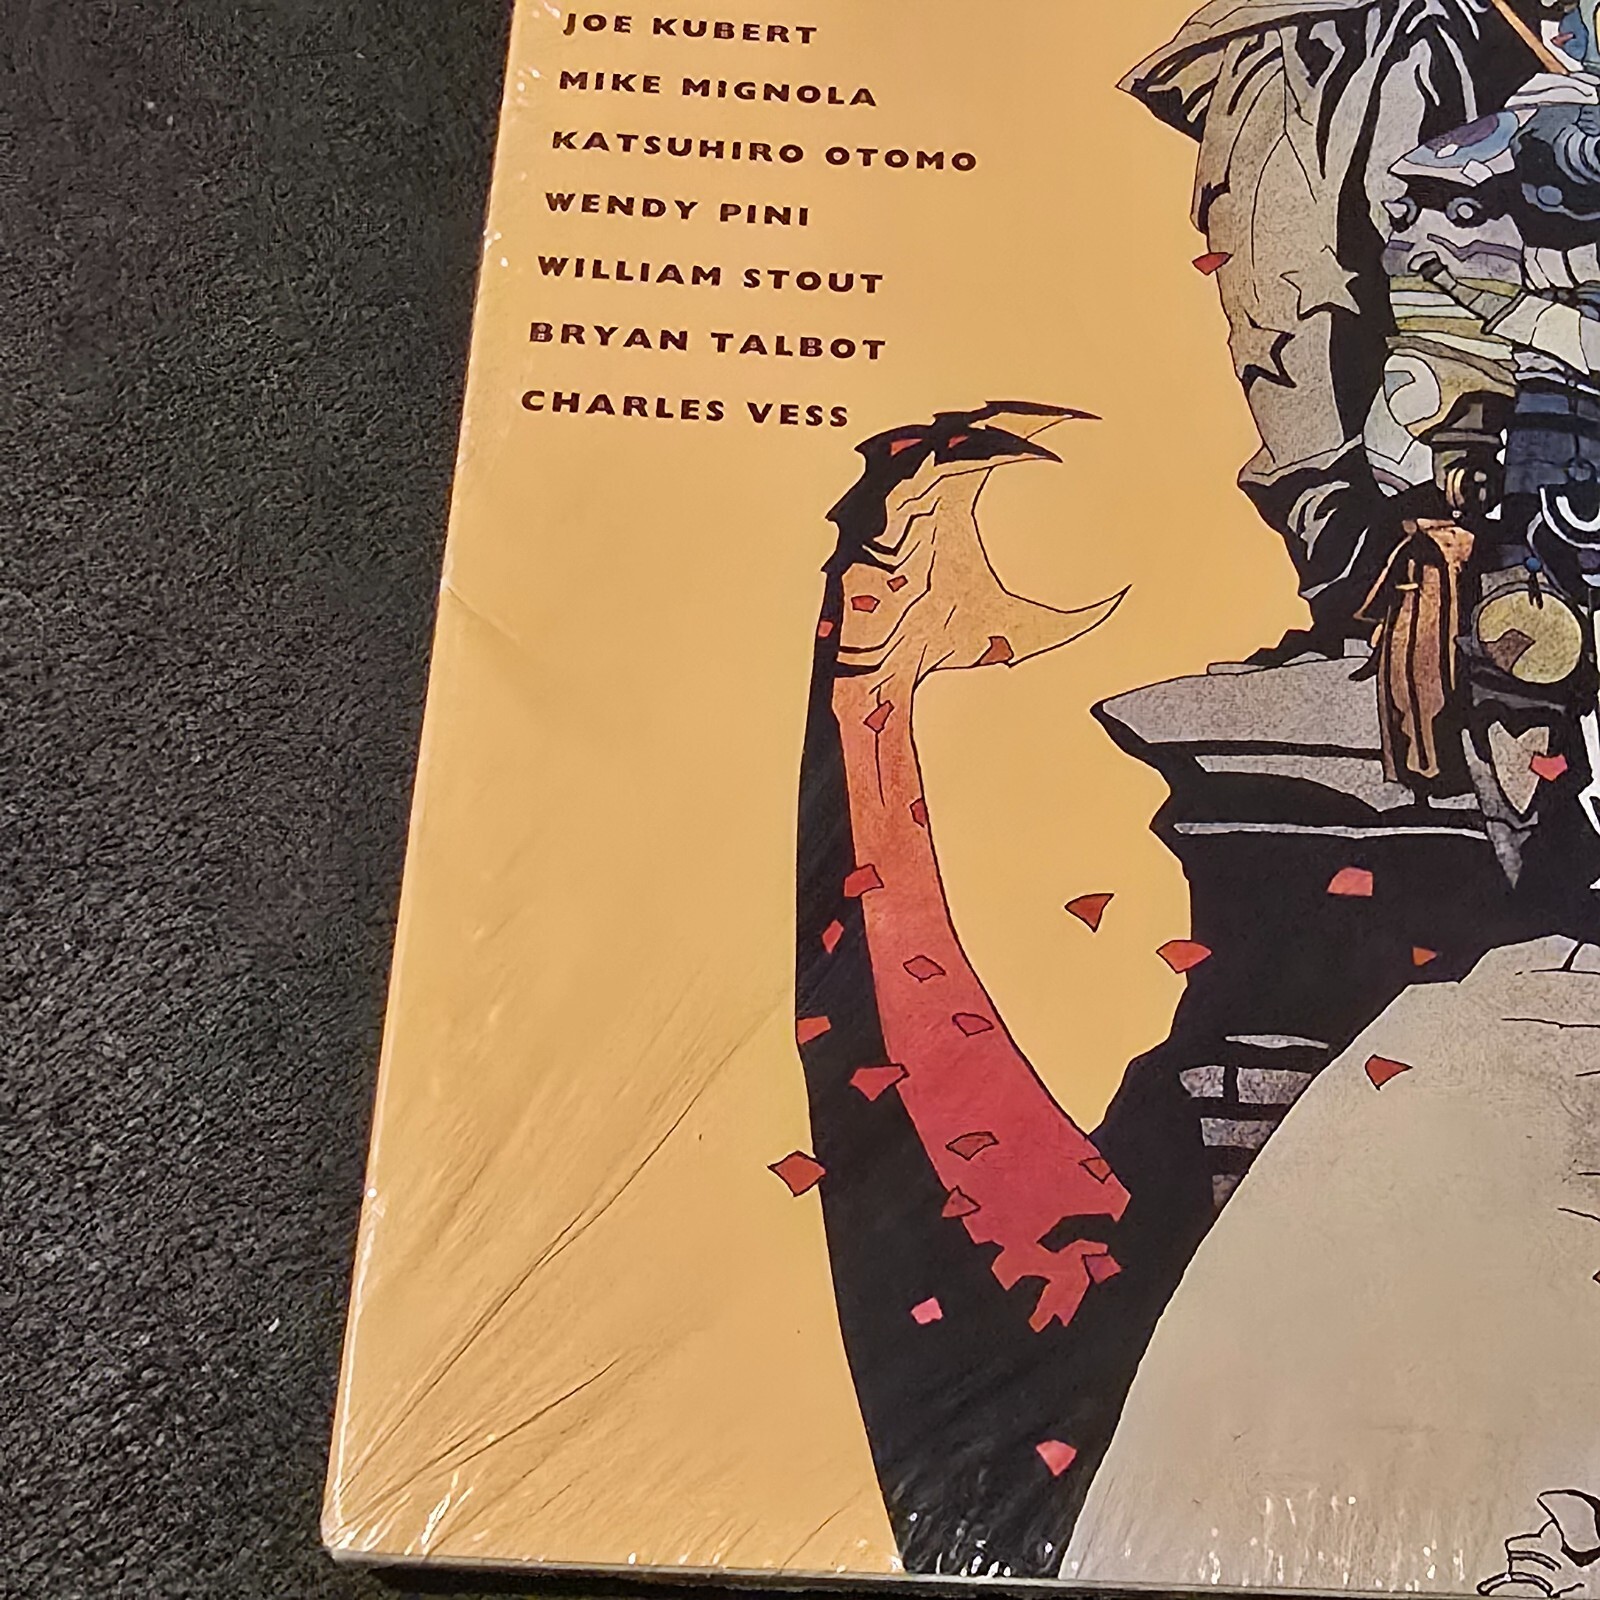 JOE KUBERT
MIKE MIGNOLA
KATSUHIRO OTOMO
WENDY PINI
WILLIAM STOUT
BRYAN TALBOT
CHARLES VESS